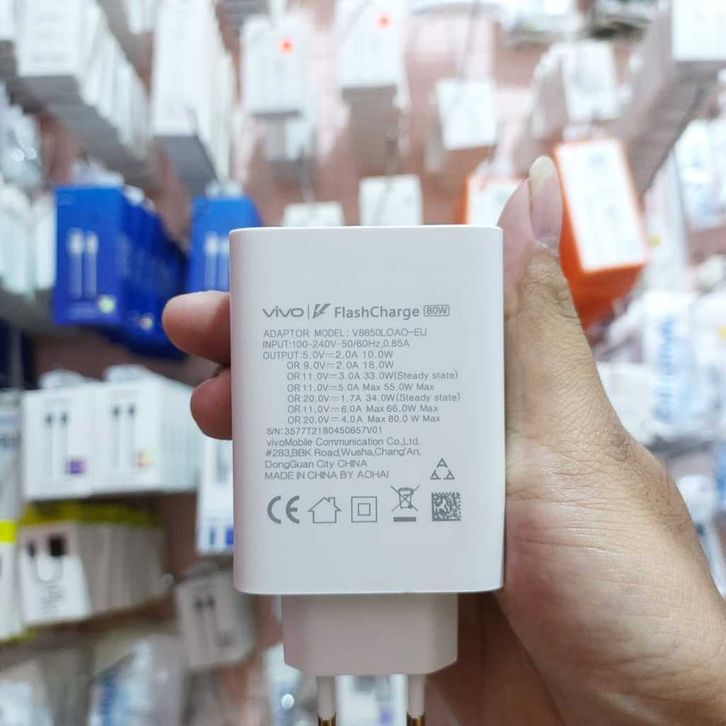 vivo | FlashCharge 80W
ADAPTOR MODEL: V8850L0A0-EU
INPUT:100-240V~50/60Hz,0.85A
OUTPUT:5.0V⎓2.0A 10.0W
OR 9.0V⎓2.0A 18.0W
OR 11.0V⎓3.0A 33.0W(Steady state)
OR 11.0V⎓5.0A Max 55.0W Max
OR 20.0V⎓1.7A 34.0W(Steady state)
OR 11.0V⎓6.0A Max 66.0W Max
OR 20.0V⎓4.0A Max 80.0 W Max
S/N:3577T2180450657V01
vivoMobile Communication Co.,Ltd.
#283,BBK Road,Wusha,Chang'An,
DongGuan City CHINA
MADE IN CHINA BY AOHAI
CE